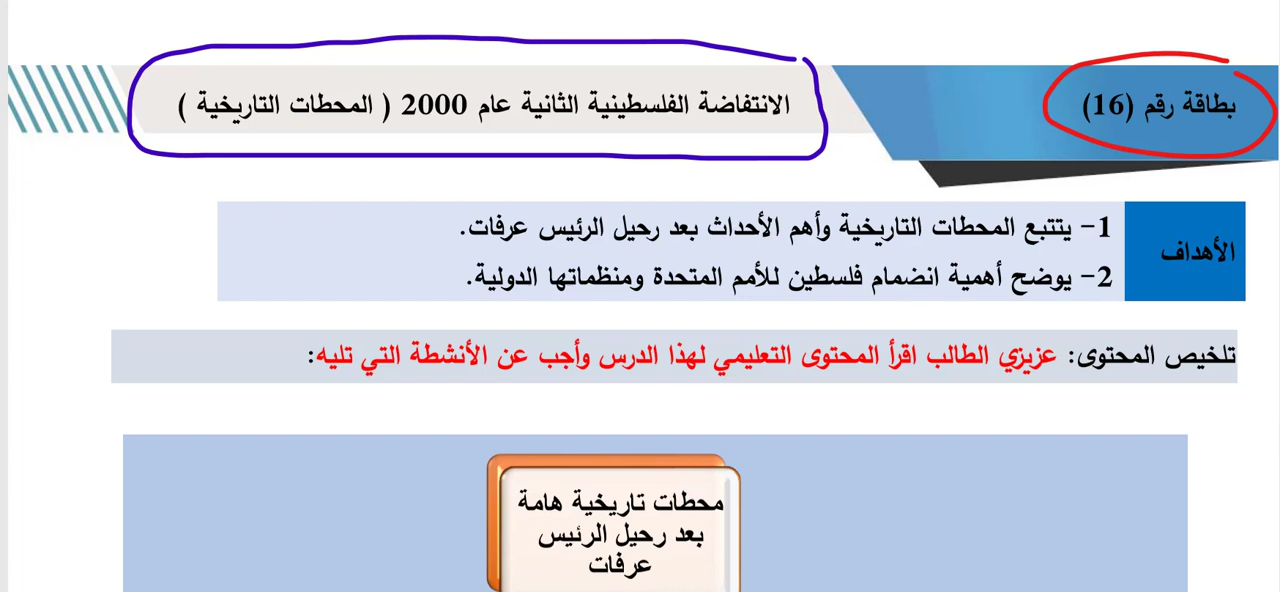 بطاقة رقم (16)
الانتفاضة الفلسطينية الثانية عام 2000 ( المحطات التاريخية )
الأهداف
1- يتتبع المحطات التاريخية وأهم الأحداث بعد رحيل الرئيس عرفات.
2- يوضح أهمية انضمام فلسطين للأمم المتحدة ومنظماتها الدولية.
تلخيص المحتوى: عزيزي الطالب اقرأ المحتوى التعليمي لهذا الدرس وأجب عن الأنشطة التي تليه:
محطات تاريخية هامة
بعد رحيل الرئيس
عرفات